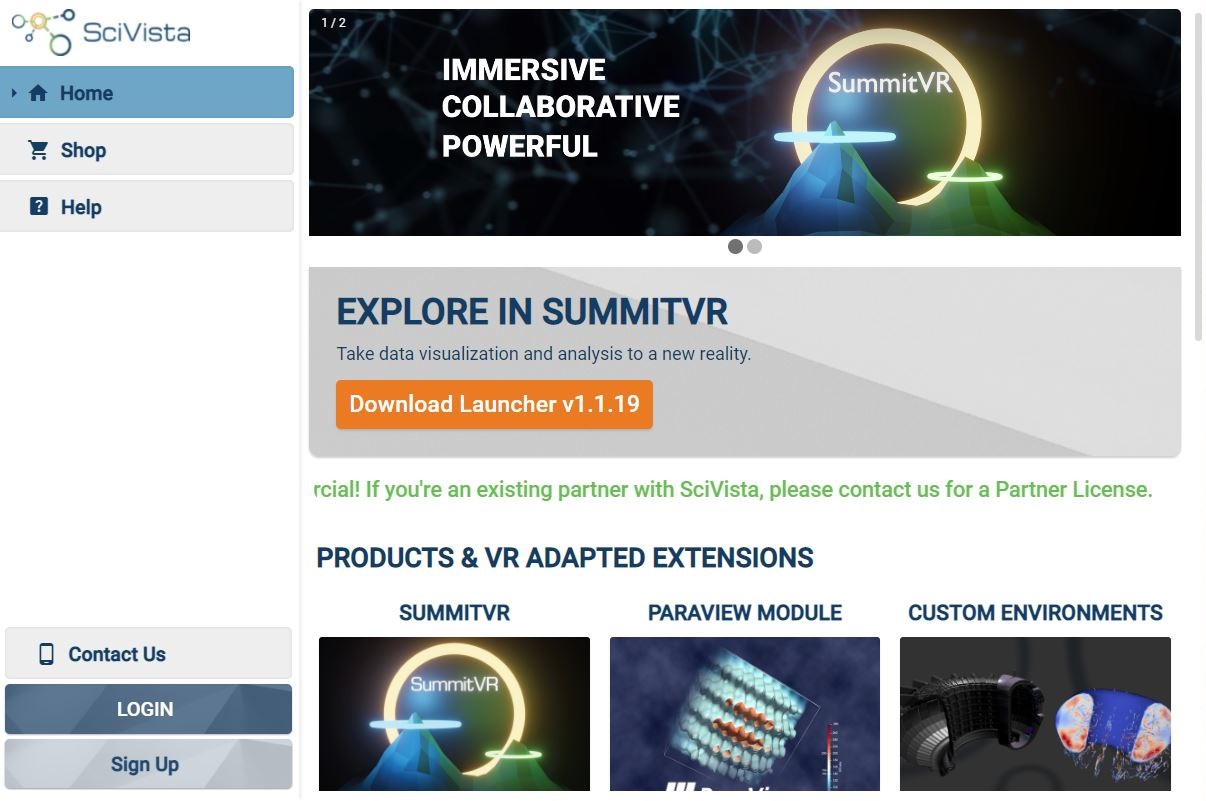 SciVista
Home
Shop
Help
Contact Us
LOGIN
Sign Up
1 / 2
IMMERSIVE
COLLABORATIVE
POWERFUL
SummitVR
EXPLORE IN SUMMITVR
Take data visualization and analysis to a new reality.
Download Launcher v1.1.19
rcial! If you're an existing partner with SciVista, please contact us for a Partner License.
PRODUCTS & VR ADAPTED EXTENSIONS
SUMMITVR
PARAVIEW MODULE
CUSTOM ENVIRONMENTS
SummitVR